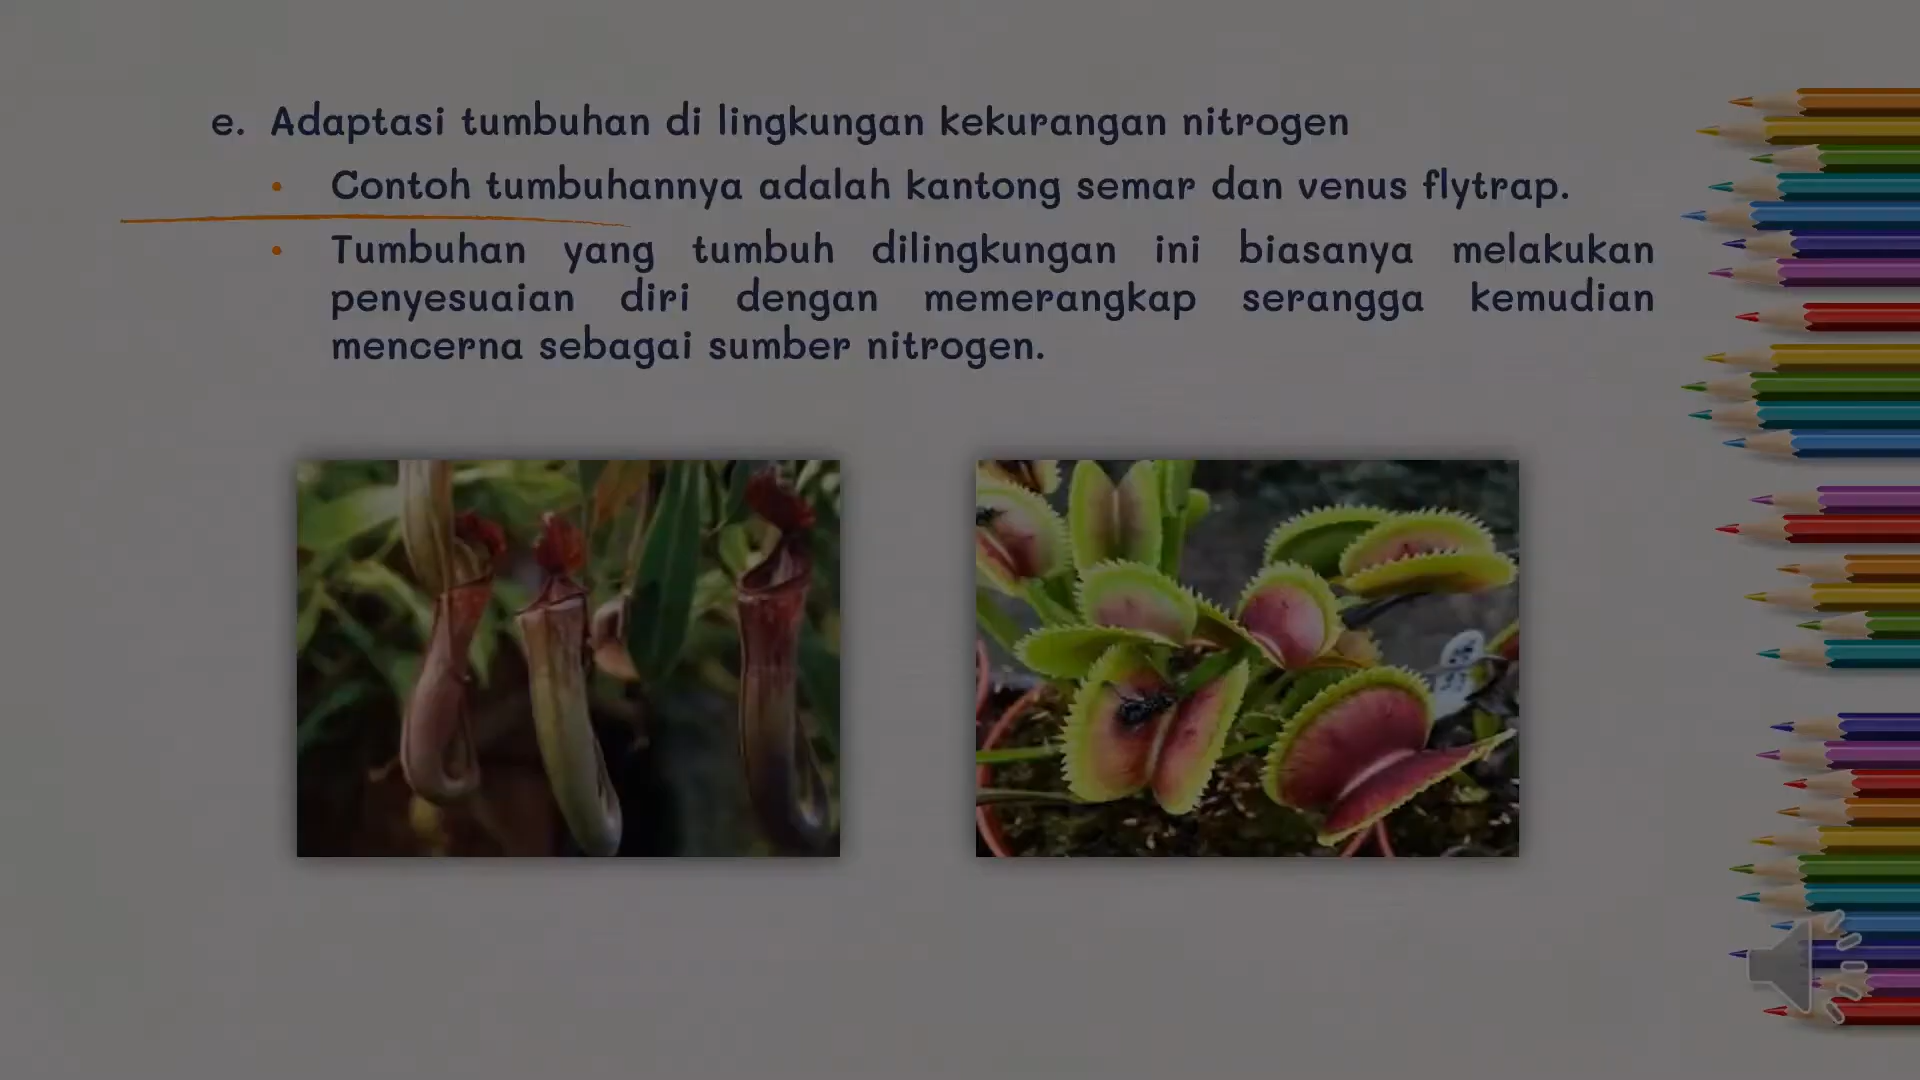 e. Adaptasi tumbuhan di lingkungan kekurangan nitrogen
• Contoh tumbuhannya adalah kantong semar dan venus flytrap.
• Tumbuhan yang tumbuh dilingkungan ini biasanya melakukan
penyesuaian diri dengan memerangkap serangga kemudian
mencerna sebagai sumber nitrogen.